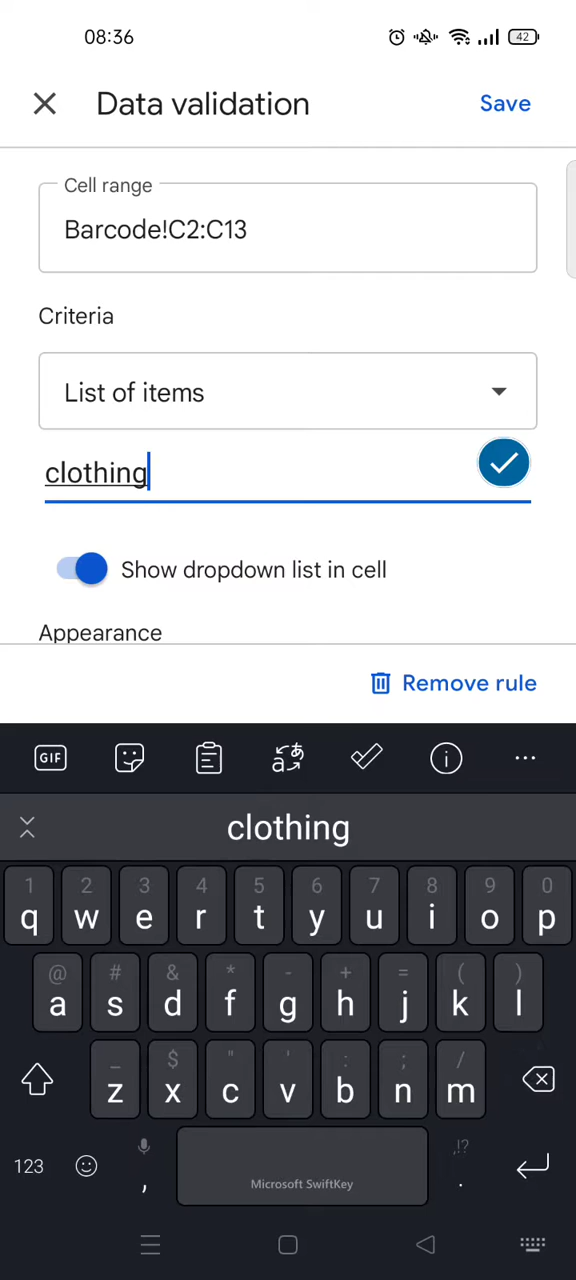 08:36 42
Data validation Save
Cell range
Barcode!C2:C13
Criteria
List of items
clothing
Show dropdown list in cell
Appearance
Remove rule
GIF a あ i ...
clothing
1 2 3 4 5 6 7 8 9 0
q w e r t y u i o p
@ # & * - + = ( )
a s d f g h j k l
_ $ " ' : ; /
z x c v b n m
123 , Microsoft SwiftKey ,!? .